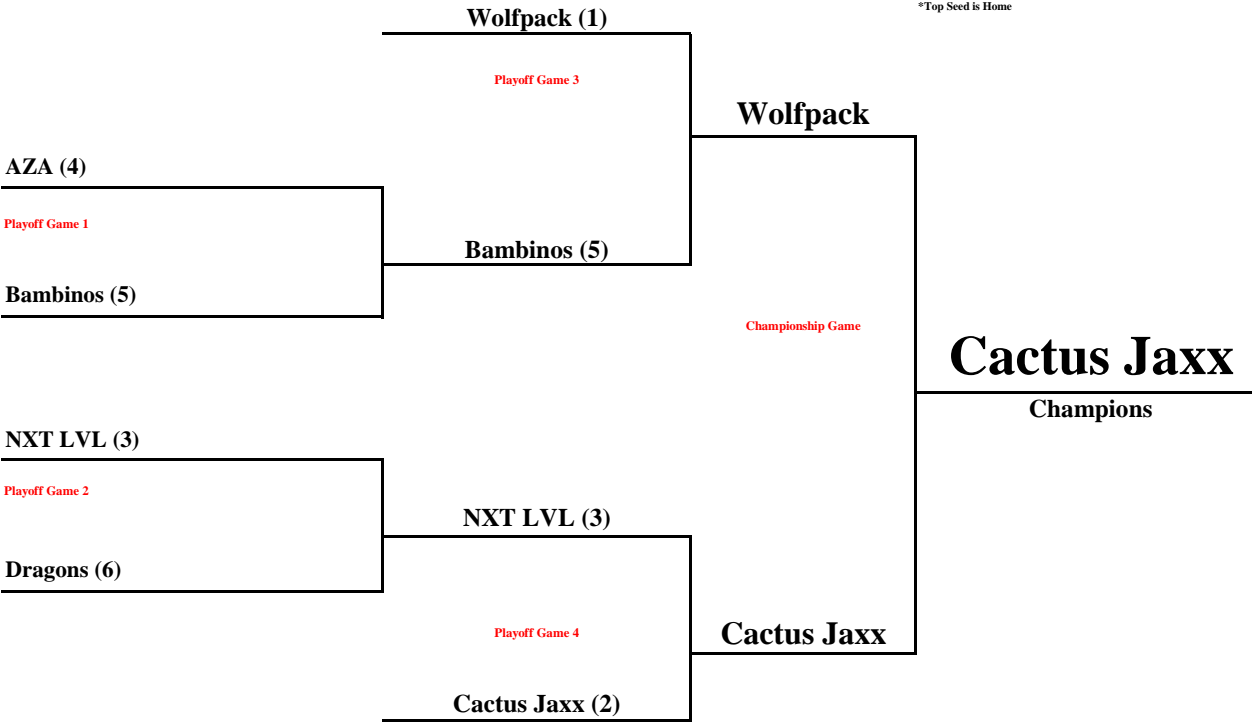 *Top Seed is Home
Wolfpack (1)
Playoff Game 3
Wolfpack
AZA (4)
Playoff Game 1
Bambinos (5)
Bambinos (5)
Championship Game
Cactus Jaxx
Champions
NXT LVL (3)
Playoff Game 2
NXT LVL (3)
Dragons (6)
Playoff Game 4
Cactus Jaxx
Cactus Jaxx (2)